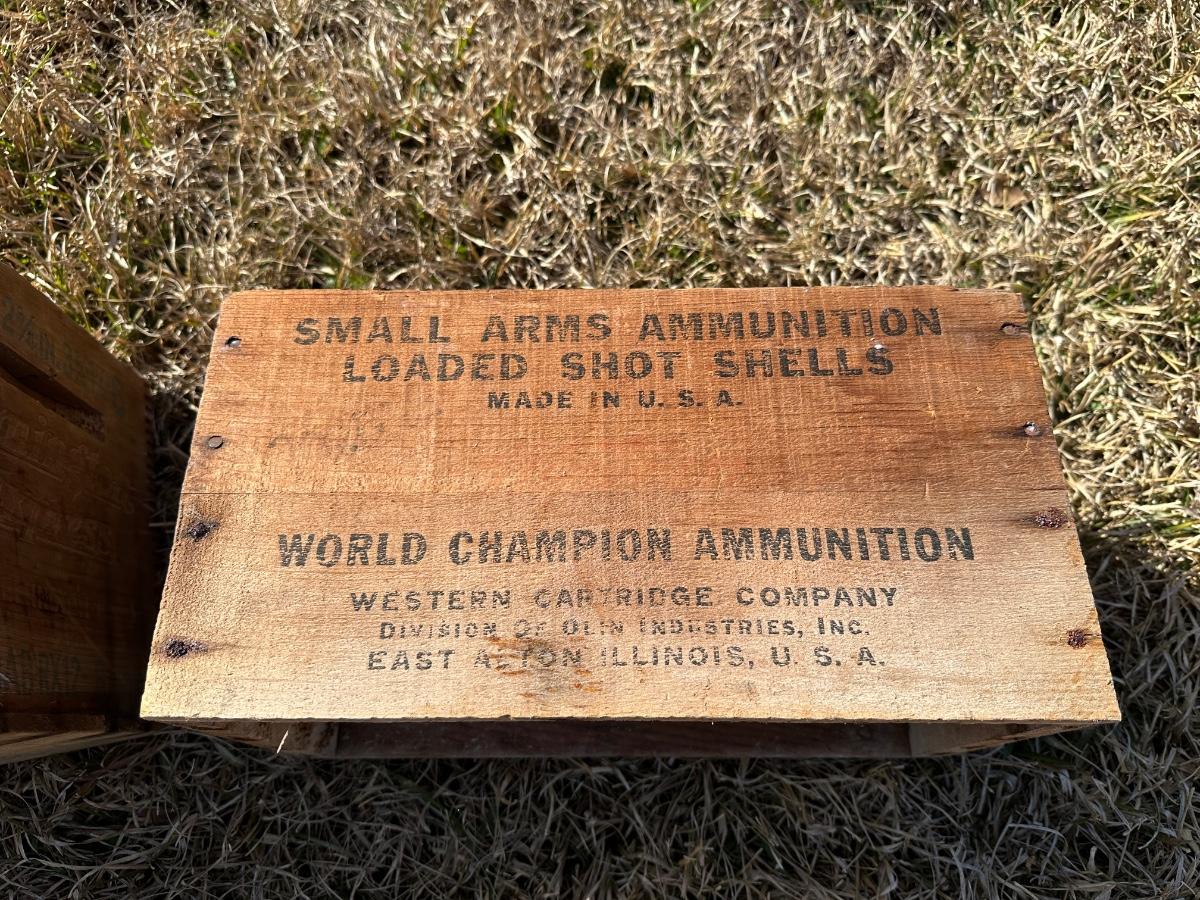 SMALL ARMS AMMUNITION
LOADED SHOT SHELLS
MADE IN U. S. A.
WORLD CHAMPION AMMUNITION
WESTERN CARTRIDGE COMPANY
DIVISION OF OLIN INDUSTRIES, INC.
EAST ALTON ILLINOIS, U. S. A.